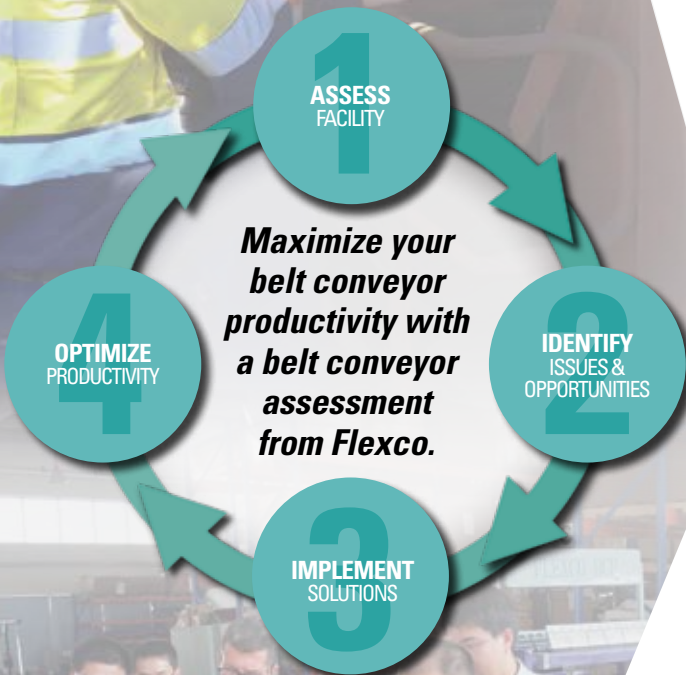 1
ASSESS
FACILITY
Maximize your
belt conveyor
productivity with
a belt conveyor
assessment
from Flexco.
2
IDENTIFY
ISSUES &
OPPORTUNITIES
3
IMPLEMENT
SOLUTIONS
4
OPTIMIZE
PRODUCTIVITY